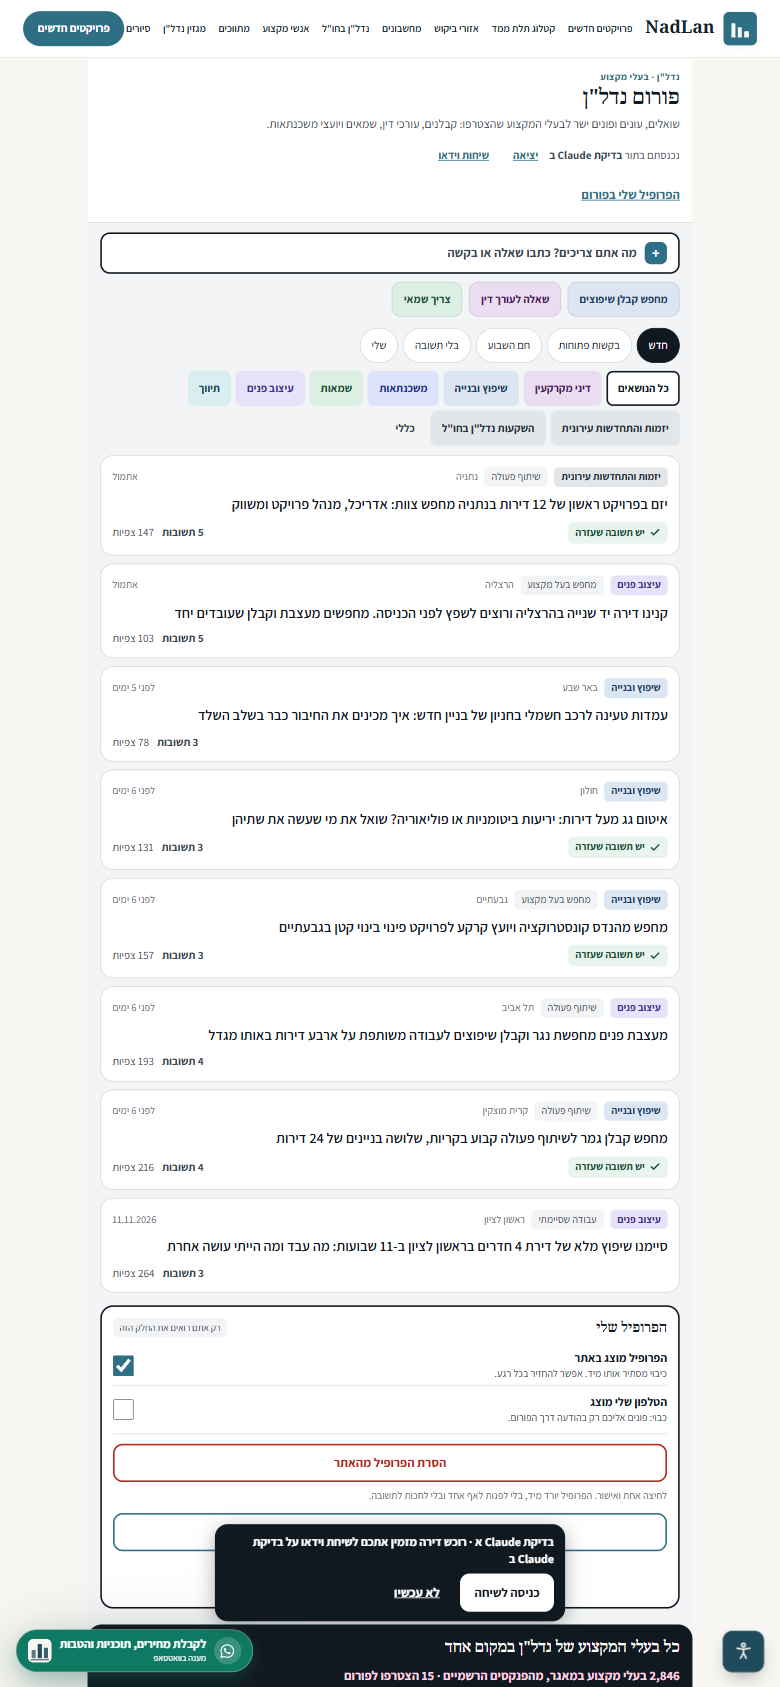 NadLan
פרויקטים חדשים
קטלוג תלת ממד
אזורי ביקוש
מחשבונים
נדל"ן בחו"ל
אנשי מקצוע
מתווכים
מגזין נדל"ן
סיורים
פרויקטים חדשים
נדל"ן · בעלי מקצוע
פורום נדל"ן
שואלים, עונים ופונים ישר לבעלי המקצוע שהצטרפו: קבלנים, עורכי דין, שמאים ויועצי משכנתאות.
נכנסתם בתור בדיקת Claude ב יציאה שיחות וידאו
הפרופיל שלי בפורום
+ מה אתם צריכים? כתבו שאלה או בקשה
מחפש קבלן שיפוצים שאלה לעורך דין צריך שמאי
חדש בקשות פתוחות חם השבוע בלי תשובה שלי
כל הנושאים דיני מקרקעין שיפוץ ובנייה משכנתאות שמאות עיצוב פנים תיווך
יזמות והתחדשות עירונית השקעות נדל"ן בחו"ל כללי
יזמות והתחדשות עירונית שיתוף פעולה נתניה אתמול
יזם בפרויקט ראשון של 12 דירות בנתניה מחפש צוות: אדריכל, מנהל פרויקט ומשווק
יש תשובה שעזרה 5 תשובות 147 צפיות
עיצוב פנים מחפש בעל מקצוע הרצליה אתמול
קנינו דירה יד שנייה בהרצליה ורוצים לשפץ לפני הכניסה. מחפשים מעצבת וקבלן שעובדים יחד
5 תשובות 103 צפיות
שיפוץ ובנייה באר שבע לפני 5 ימים
עמדות טעינה לרכב חשמלי בחניון של בניין חדש: איך מכינים את החיבור כבר בשלב השלד
3 תשובות 78 צפיות
שיפוץ ובנייה חולון לפני 6 ימים
איטום גג מעל דירות: יריעות ביטומניות או פוליאוריה? שואל את מי שעשה את שתיהן
יש תשובה שעזרה 3 תשובות 131 צפיות
שיפוץ ובנייה מחפש בעל מקצוע גבעתיים לפני 6 ימים
מחפש מהנדס קונסטרוקציה ויועץ קרקע לפרויקט פינוי בינוי קטן בגבעתיים
יש תשובה שעזרה 3 תשובות 157 צפיות
עיצוב פנים שיתוף פעולה תל אביב לפני 6 ימים
מעצבת פנים מחפשת נגר וקבלן שיפוצים לעבודה משותפת על ארבע דירות באותו מגדל
4 תשובות 193 צפיות
שיפוץ ובנייה שיתוף פעולה קרית מוצקין לפני 6 ימים
מחפש קבלן גמר לשיתוף פעולה קבוע בקריות, שלושה בניינים של 24 דירות
יש תשובה שעזרה 4 תשובות 216 צפיות
עיצוב פנים עבודה שסיימתי ראשון לציון 11.11.2026
סיימנו שיפוץ מלא של דירת 4 חדרים בראשון לציון ב-11 שבועות: מה עבד ומה הייתי עושה אחרת
3 תשובות 264 צפיות
הפרופיל שלי רק אתם רואים את החלק הזה
הפרופיל מוצג באתר
כיבוי מסתיר אותו מיד. אפשר להחזיר בכל רגע.
הטלפון שלי מוצג
כבוי: פונים אליכם רק בהודעה דרך הפורום.
הסרת הפרופיל מהאתר
לחיצה אחת ואישור. הפרופיל יורד מיד, בלי לפנות לאף אחד ובלי לחכות לתשובה.
בדיקת Claude א · רוכש דירה מזמין אתכם לשיחת וידאו על בדיקת
Claude ב
כניסה לשיחה לא עכשיו
לקבלת מחירים, תוכניות והטבות
מענה בוואטסאפ
כל בעלי המקצוע של נדל"ן במקום אחד
2,846 בעלי מקצוע במאגר, מהפנקסים הרשמיים · 15 הצטרפו לפורום